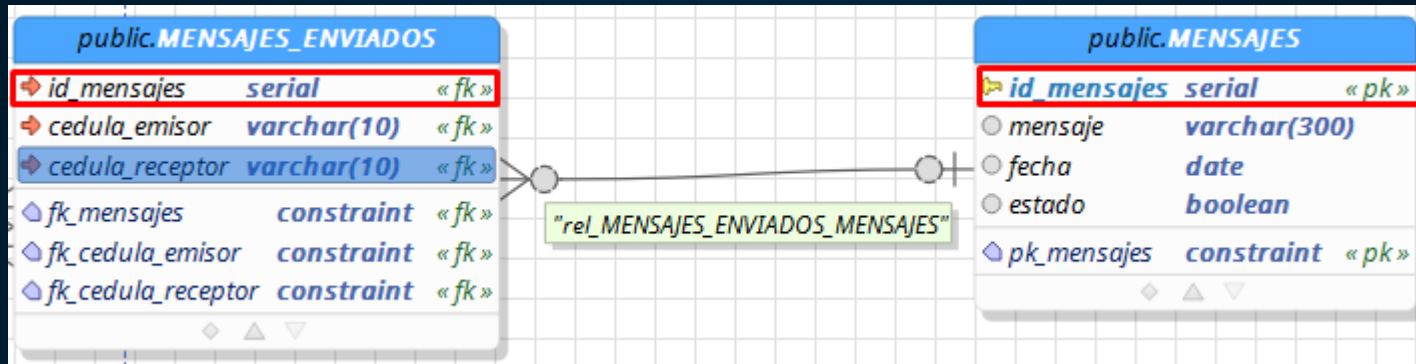 public.MENSAJES_ENVIADOS
id_mensajes serial «fk»
cedula_emisor varchar(10) «fk»
cedula_receptor varchar(10) «fk»
fk_mensajes constraint «fk»
fk_cedula_emisor constraint «fk»
fk_cedula_receptor constraint «fk»
"rel_MENSAJES_ENVIADOS_MENSAJES"
public.MENSAJES
id_mensajes serial «pk»
mensaje varchar(300)
fecha date
estado boolean
pk_mensajes constraint «pk»